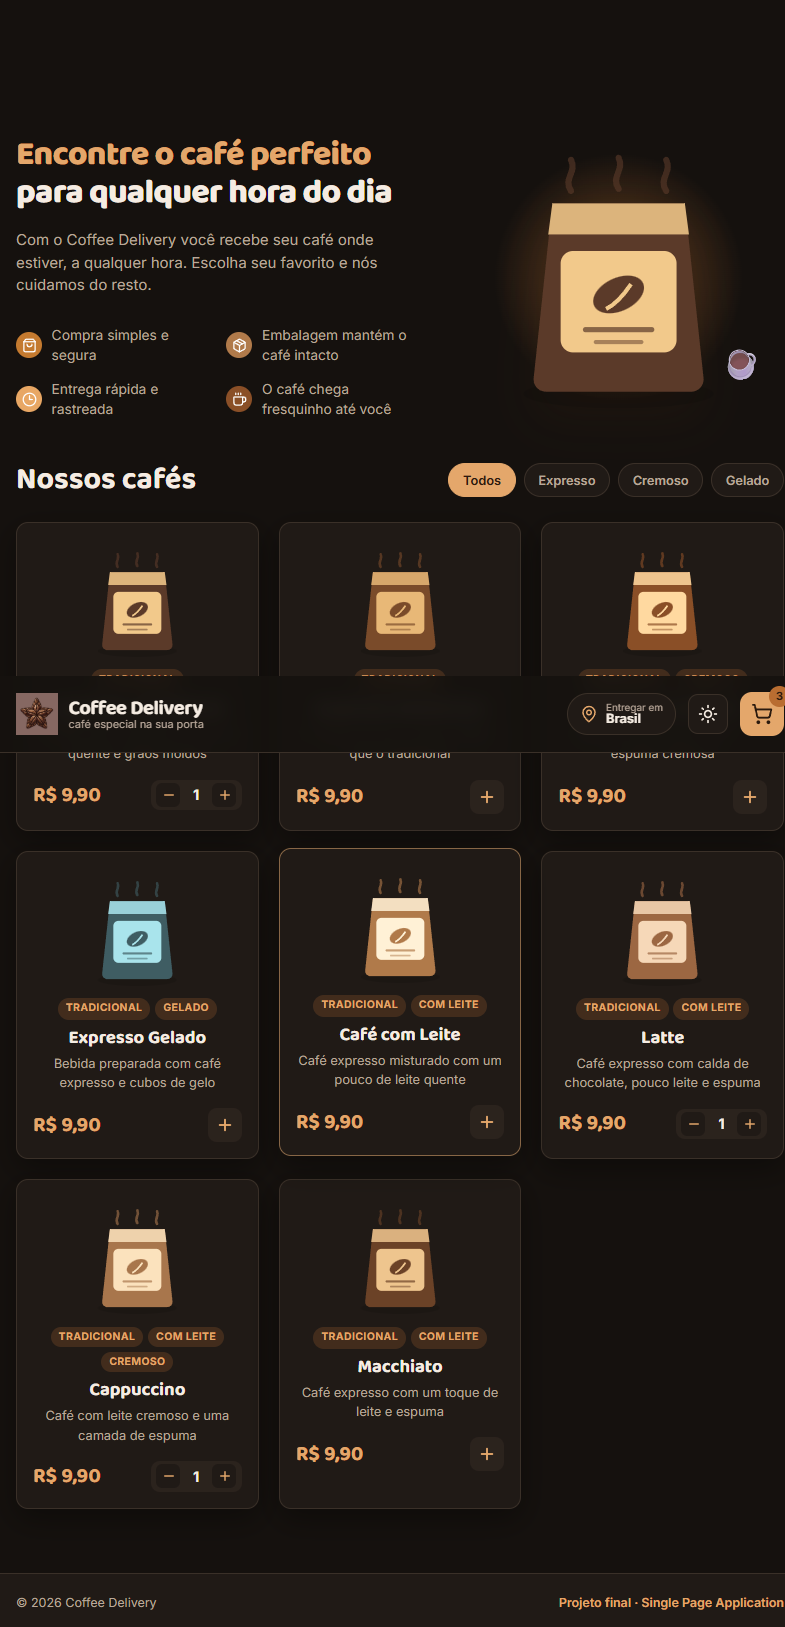 Encontre o café perfeito
para qualquer hora do dia
Com o Coffee Delivery você recebe seu café onde
estiver, a qualquer hora. Escolha seu favorito e nós
cuidamos do resto.
Compra simples e
segura
Embalagem mantém o
café intacto
Entrega rápida e
rastreada
O café chega
fresquinho até você
Nossos cafés
Todos
Expresso
Cremoso
Gelado
Coffee Delivery
café especial na sua porta
Entregar em
Brasil
3
quente e grãos moídos
que o tradicional
espuma cremosa
R$ 9,90
1
R$ 9,90
R$ 9,90
TRADICIONAL
GELADO
Expresso Gelado
Bebida preparada com café
expresso e cubos de gelo
R$ 9,90
TRADICIONAL
COM LEITE
Café com Leite
Café expresso misturado com um
pouco de leite quente
R$ 9,90
TRADICIONAL
COM LEITE
Latte
Café expresso com calda de
chocolate, pouco leite e espuma
R$ 9,90
1
TRADICIONAL
COM LEITE
CREMOSO
Cappuccino
Café com leite cremoso e uma
camada de espuma
R$ 9,90
1
TRADICIONAL
COM LEITE
Macchiato
Café expresso com um toque de
leite e espuma
R$ 9,90
© 2026 Coffee Delivery
Projeto final · Single Page Application